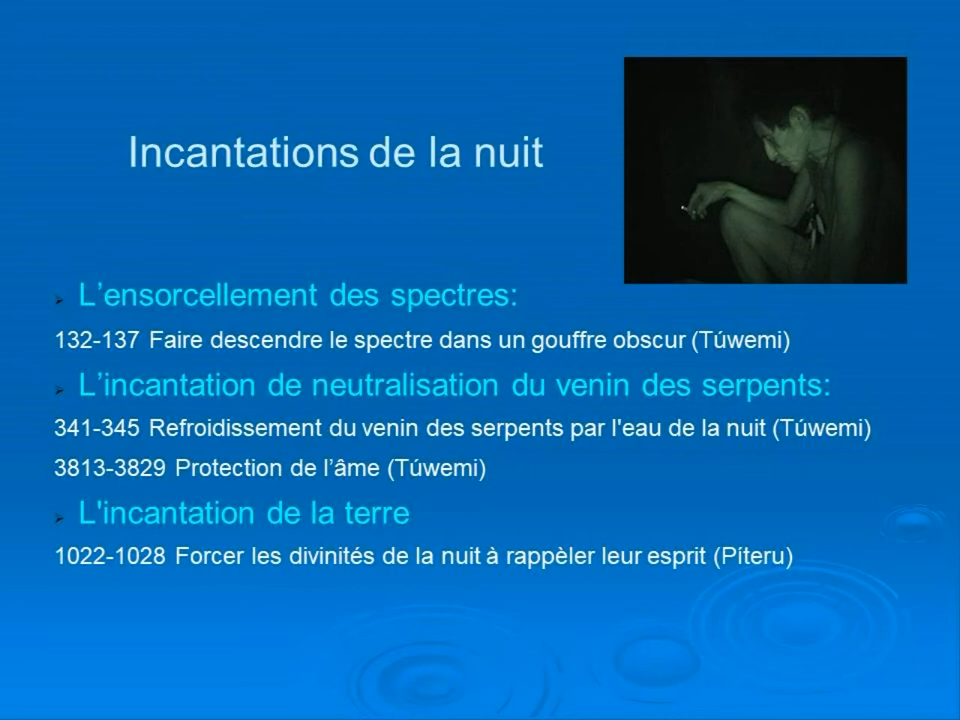 Incantations de la nuit
L’ensorcellement des spectres:
132-137 Faire descendre le spectre dans un gouffre obscur (Túwemi)
L’incantation de neutralisation du venin des serpents:
341-345 Refroidissement du venin des serpents par l'eau de la nuit (Túwemi)
3813-3829 Protection de l’âme (Túwemi)
L'incantation de la terre
1022-1028 Forcer les divinités de la nuit à rappèler leur esprit (Píteru)